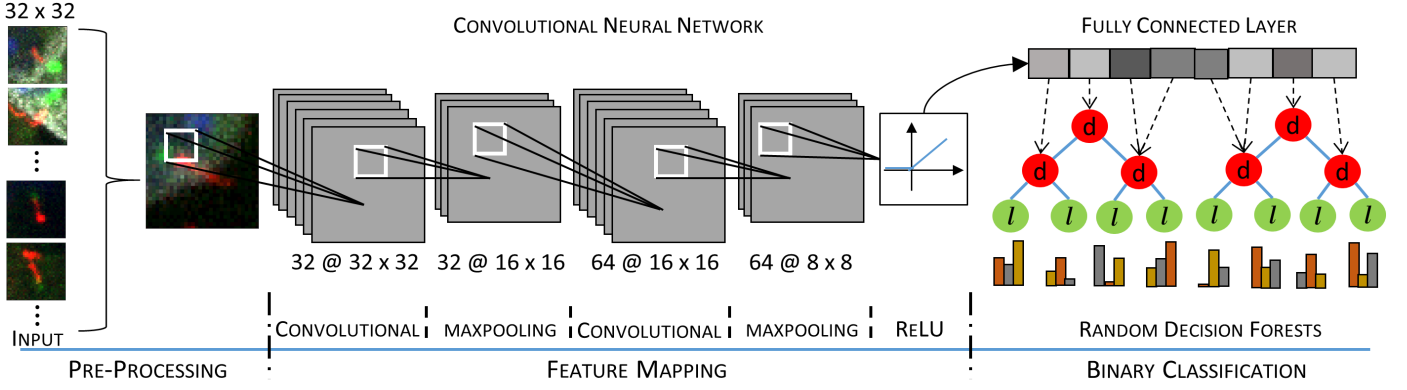 32 x 32
CONVOLUTIONAL NEURAL NETWORK
FULLY CONNECTED LAYER
d
d
d
d
d
d
l
l
l
l
l
l
l
l
32 @ 32 x 32
32 @ 16 x 16
64 @ 16 x 16
64 @ 8 x 8
INPUT
CONVOLUTIONAL
MAXPOOLING
CONVOLUTIONAL
MAXPOOLING
RELU
RANDOM DECISION FORESTS
PRE-PROCESSING
FEATURE MAPPING
BINARY CLASSIFICATION